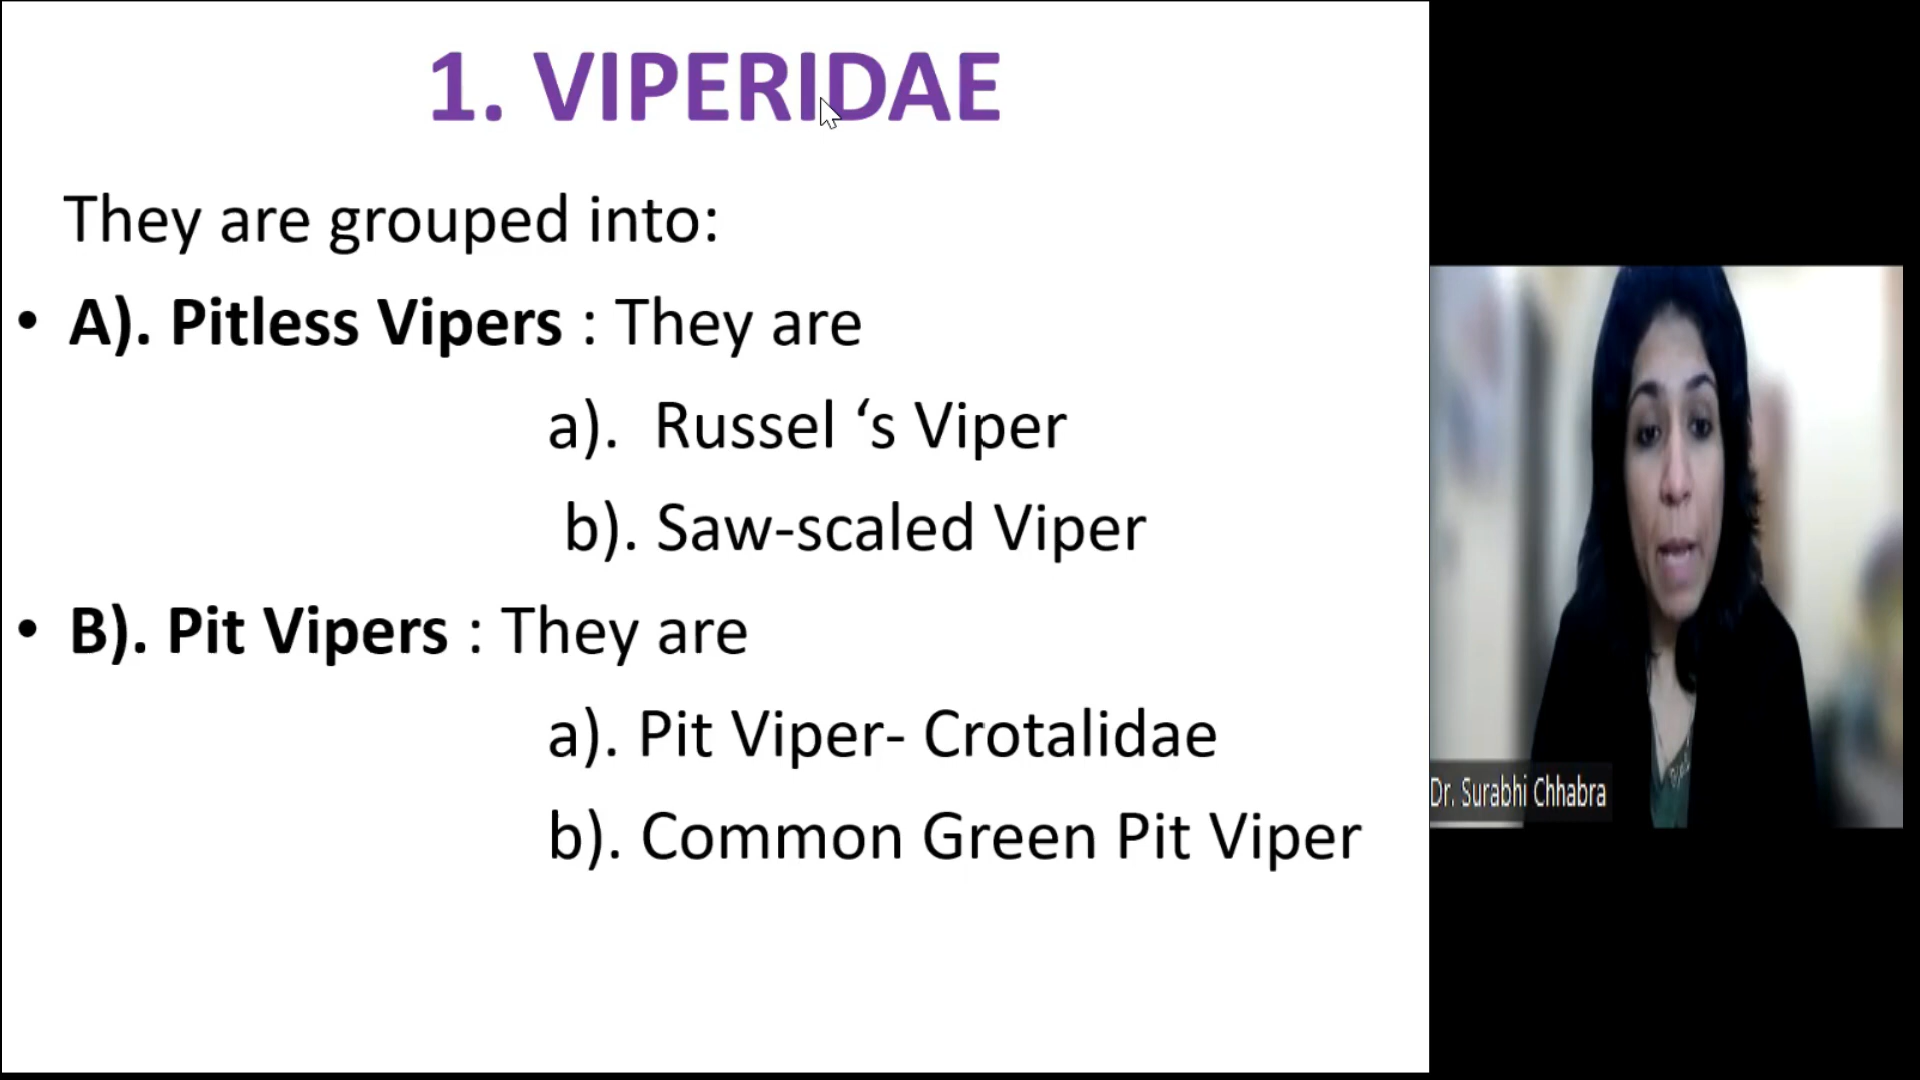 1. VIPERIDAE
They are grouped into:
• A). Pitless Vipers : They are
a). Russel ‘s Viper
b). Saw-scaled Viper
• B). Pit Vipers : They are
a). Pit Viper- Crotalidae
b). Common Green Pit Viper
Dr. Surabhi Chhabra